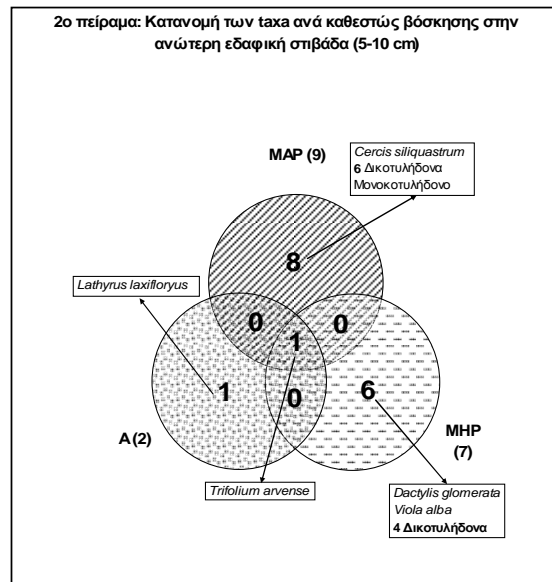 2ο πείραμα: Κατανομή των taxa ανά καθεστώς βόσκησης στην
ανώτερη εδαφική στιβάδα (5-10 cm)
MAP (9)
Cercis siliquastrum
6 Δικοτυλήδονα
Μονοκοτυλήδονο
8
Lathyrus laxifloryus
0
0
1
1
0
6
A (2)
MHP
(7)
Trifolium arvense
Dactylis glomerata
Viola alba
4 Δικοτυλήδονα